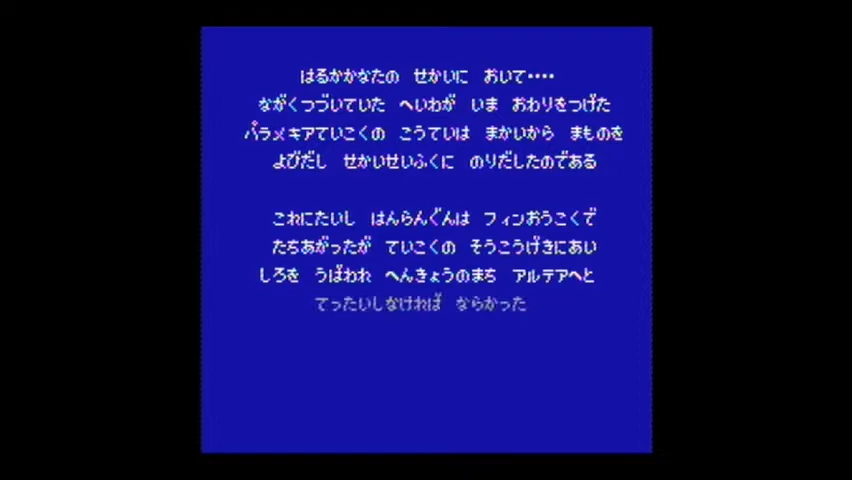 はるかかなたの　せかいに　おいて‥‥
ながくつづいていた　へいわが　いま　おわりをつげた
パラメキアていこくの　こうていは　まかいから　まものを
よびだし　せかいせいふくに　のりだしたのである
これにたいし　はんらんぐんは　フィンおうこくで
たちあがったが　ていこくの　そうこうげきにあい
しろを　うばわれ　へんきょうのまち　アルテアへと
てったいしなければ　ならかった